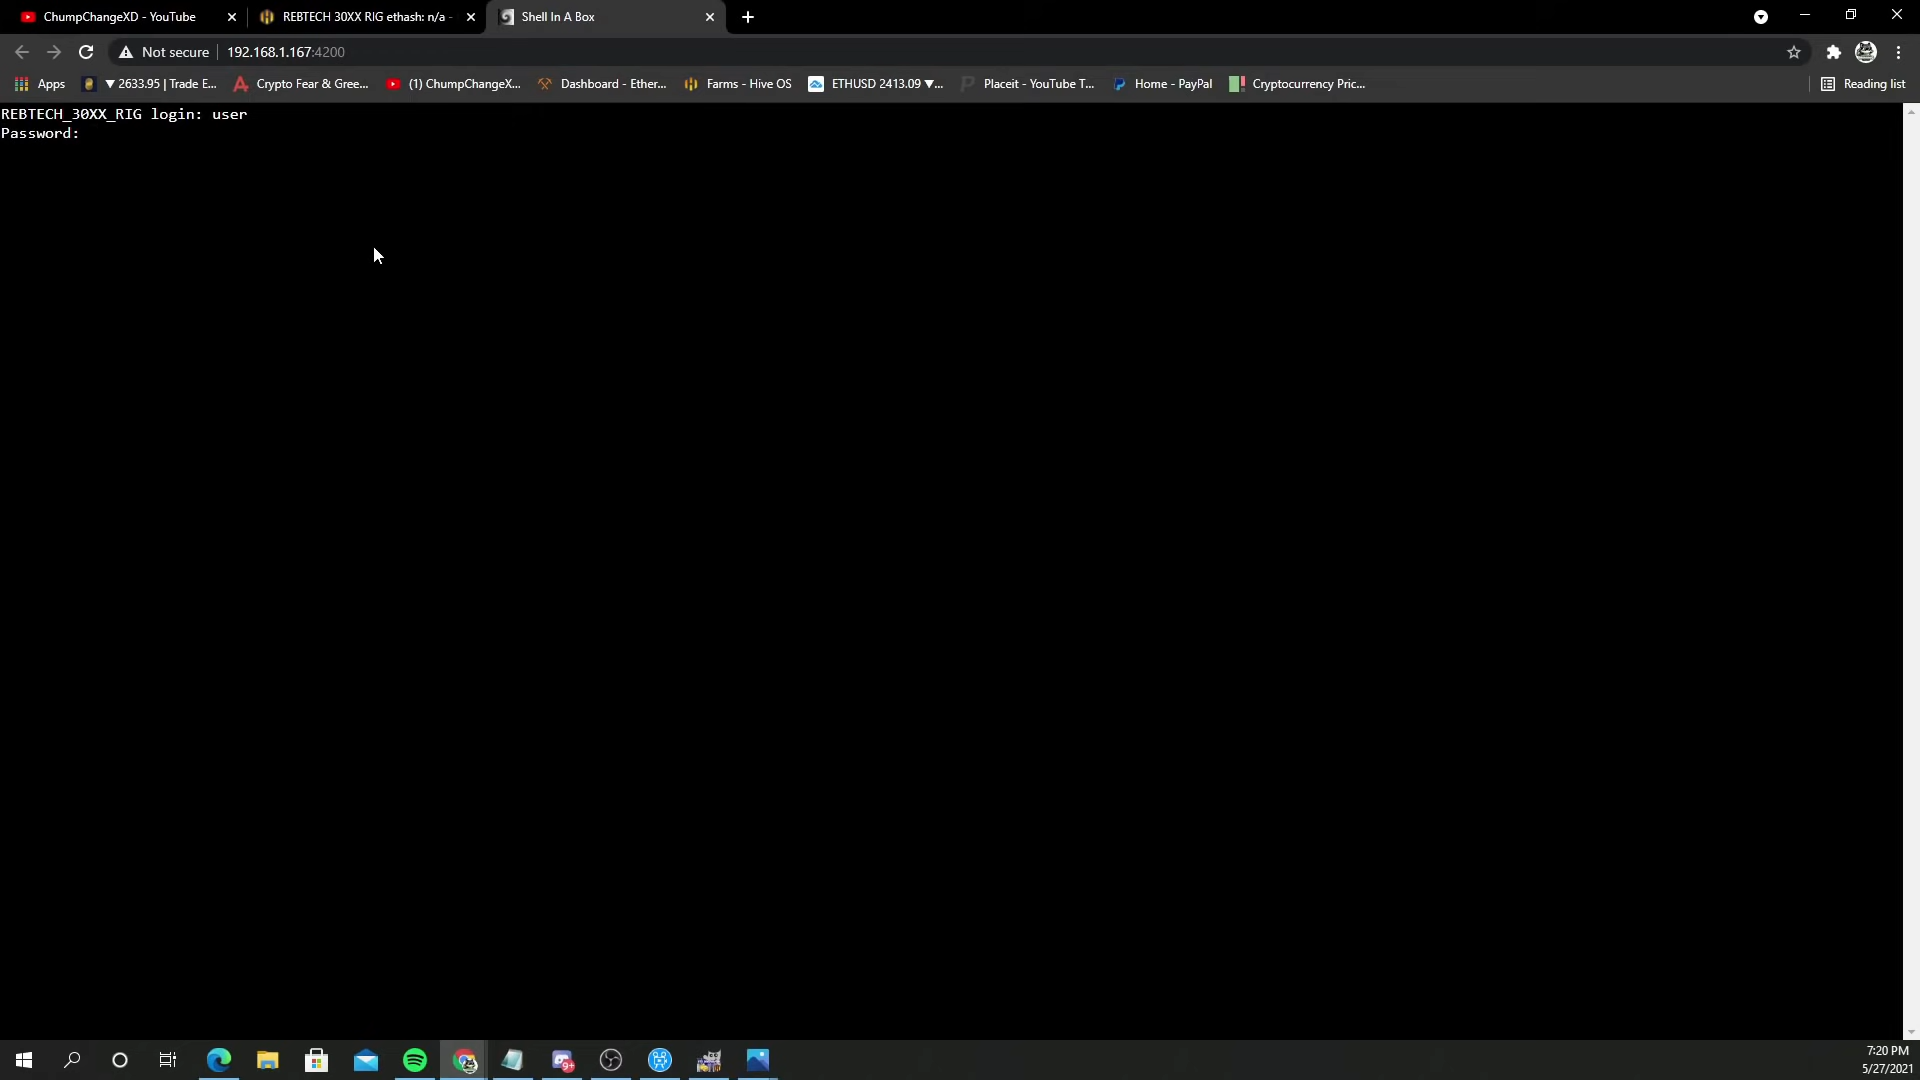 ChumpChangeXD - YouTube
REBTECH 30XX RIG ethash: n/a -
Shell In A Box
Not secure
192.168.1.167:4200
Apps
▼ 2633.95 | Trade E...
Crypto Fear & Gree...
(1) ChumpChangeX...
Dashboard - Ether...
Farms - Hive OS
ETHUSD 2413.09 ▼...
Placeit - YouTube T...
Home - PayPal
Cryptocurrency Pric...
Reading list
REBTECH_30XX_RIG login: user
Password:
9+
7:20 PM
5/27/2021